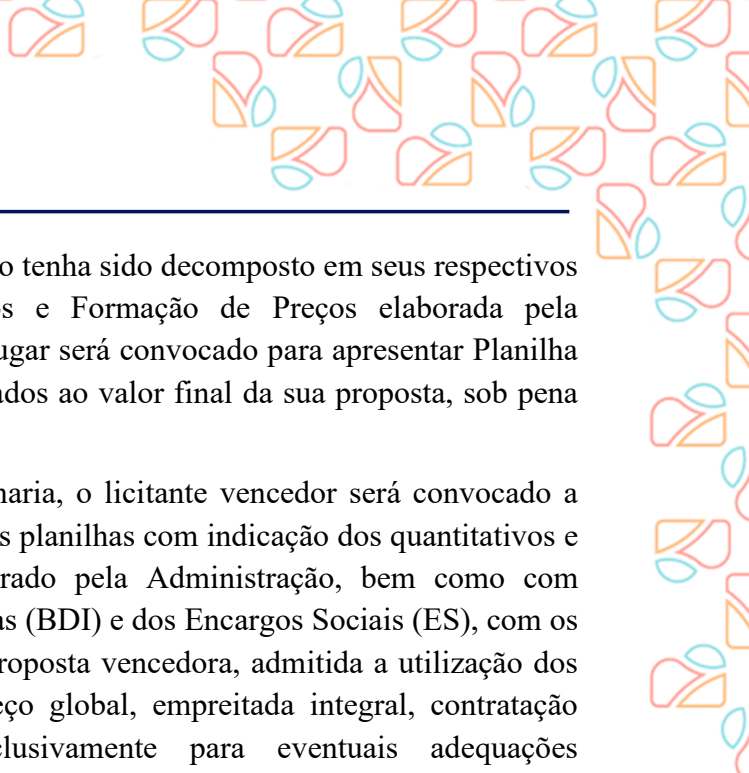 o tenha sido decomposto em seus respectivos
s e Formação de Preços elaborada pela
ugar será convocado para apresentar Planilha
ados ao valor final da sua proposta, sob pena
naria, o licitante vencedor será convocado a
s planilhas com indicação dos quantitativos e
rado pela Administração, bem como com
as (BDI) e dos Encargos Sociais (ES), com os
roposta vencedora, admitida a utilização dos
eço global, empreitada integral, contratação
clusivamente para eventuais adequações